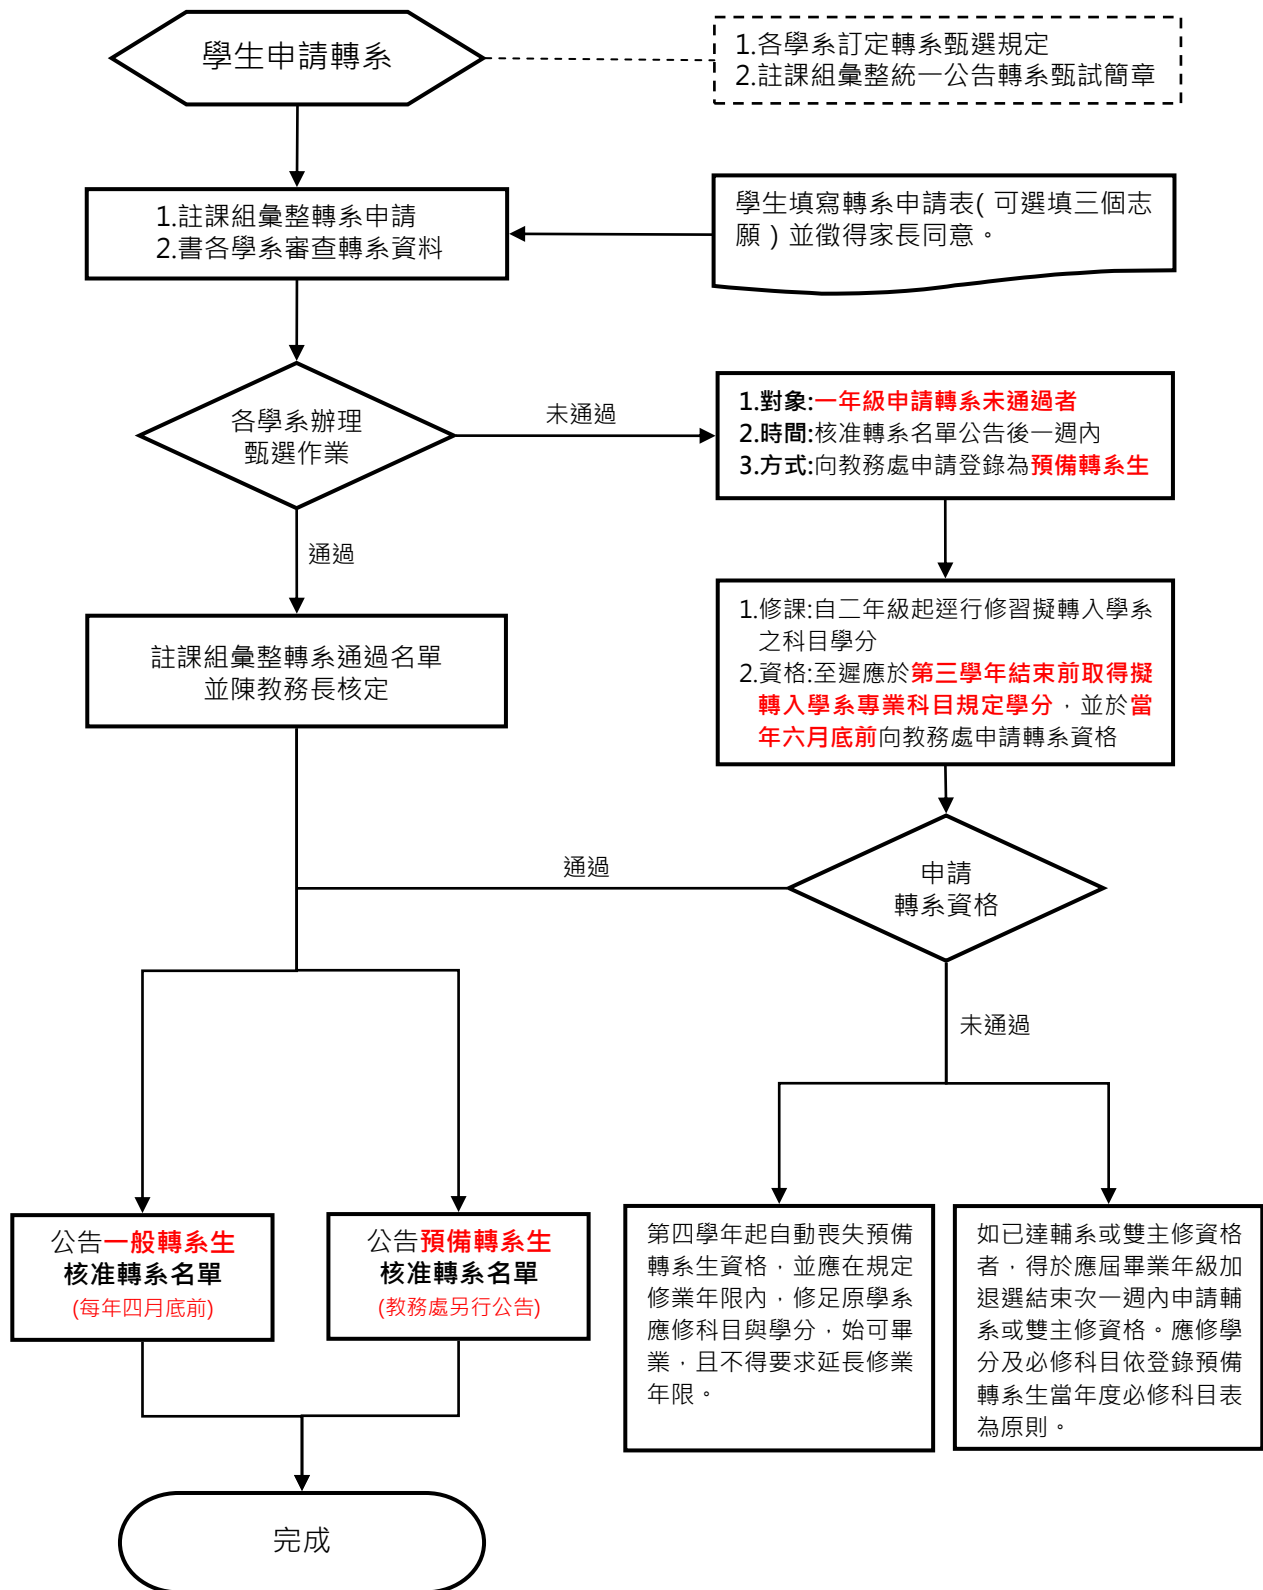 學生申請轉系
1.各學系訂定轉系甄選規定
2.註課組彙整統一公告轉系甄試簡章
1.註課組彙整轉系申請
2.書各學系審查轉系資料
學生填寫轉系申請表(可選填三個志
願)並徵得家長同意。
各學系辦理
甄選作業
未通過
1.對象:一年級申請轉系未通過者
2.時間:核准轉系名單公告後一週內
3.方式:向教務處申請登錄為預備轉系生
通過
註課組彙整轉系通過名單
並陳教務長核定
1.修課:自二年級起逕行修習擬轉入學系
之科目學分
2.資格:至遲應於第三學年結束前取得擬
轉入學系專業科目規定學分，並於當
年六月底前向教務處申請轉系資格
通過
申請
轉系資格
未通過
公告一般轉系生
核准轉系名單
(每年四月底前)
公告預備轉系生
核准轉系名單
(教務處另行公告)
第四學年起自動喪失預備
轉系生資格，並應在規定
修業年限內，修足原學系
應修科目與學分，始可畢
業，且不得要求延長修業
年限。
如已達輔系或雙主修資格
者，得於應屆畢業年級加
退選結束次一週內申請輔
系或雙主修資格。應修學
分及必修科目依登錄預備
轉系生當年度必修科目表
為原則。
完成